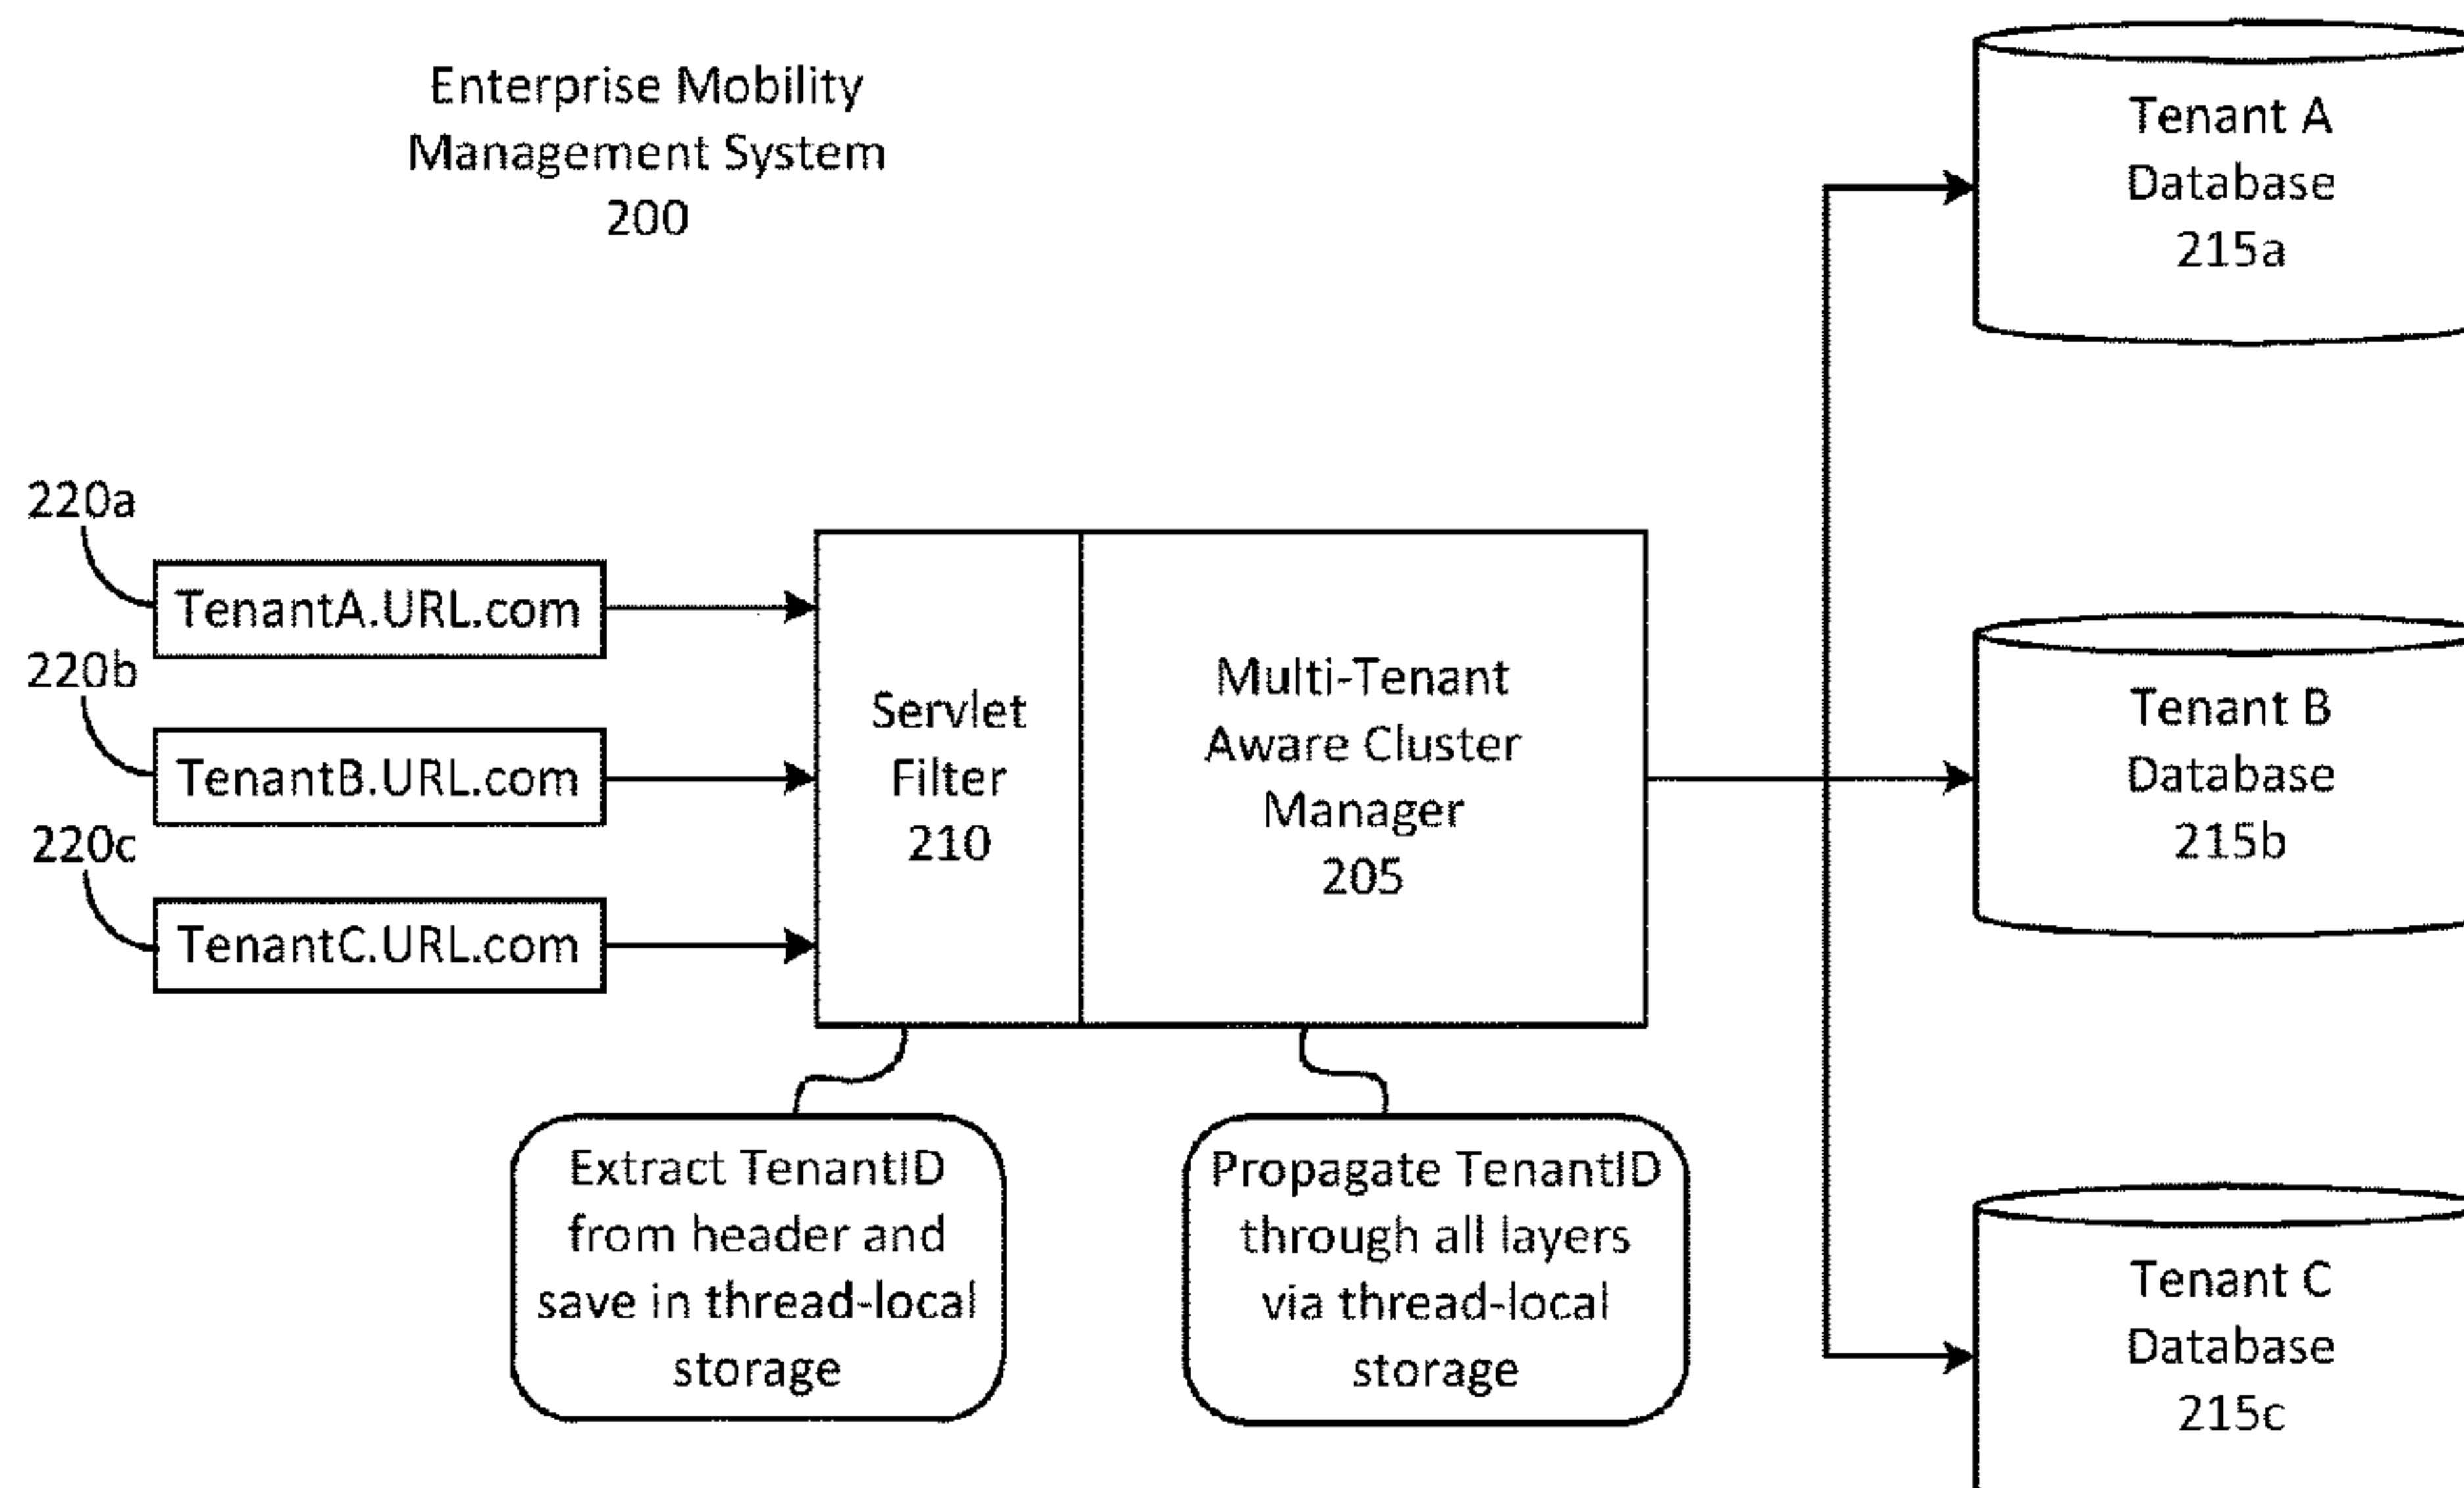 Enterprise Mobility
Management System
200
Tenant A
Database
215a
220a
TenantA.URL.com
220b
TenantB.URL.com
220c
TenantC.URL.com
Servlet
Filter
210
Multi-Tenant
Aware Cluster
Manager
205
Tenant B
Database
215b
Extract TenantID
from header and
save in thread-local
storage
Propagate TenantID
through all layers
via thread-local
storage
Tenant C
Database
215c